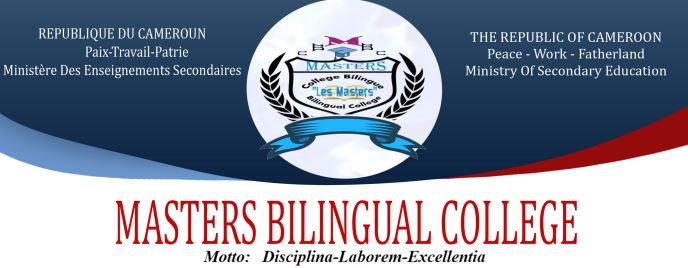 REPUBLIQUE DU CAMEROUN
Paix-Travail-Patrie
Ministère Des Enseignements Secondaires
C B B C
MASTERS
College Bilingue
"Les Masters"
Bilingual College
THE REPUBLIC OF CAMEROON
Peace - Work - Fatherland
Ministry Of Secondary Education
MASTERS BILINGUAL COLLEGE
Motto: Disciplina-Laborem-Excellentia